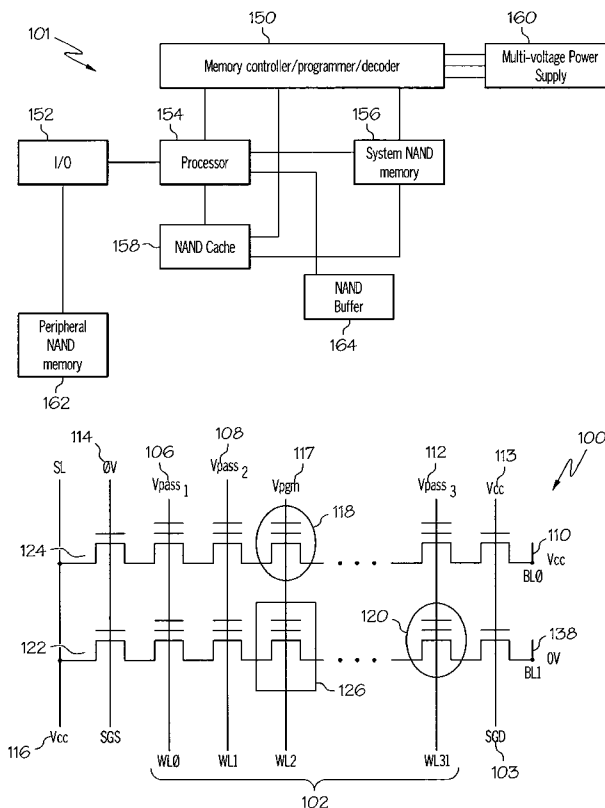 101
150
160
Memory controller/programmer/decoder
Multi-voltage Power
Supply
152
154
156
I/O
Processor
System NAND
memory
158
NAND Cache
NAND
Buffer
164
Peripheral
NAND
memory
162
114
106
108
117
112
113
100
SL
0V
Vpass 1
Vpass 2
Vpgm
Vpass 3
Vcc
118
124
110
Vcc
BL0
120
122
138
0V
BL1
126
116
Vcc
SGS
WL0
WL1
WL2
WL31
SGD
103
102